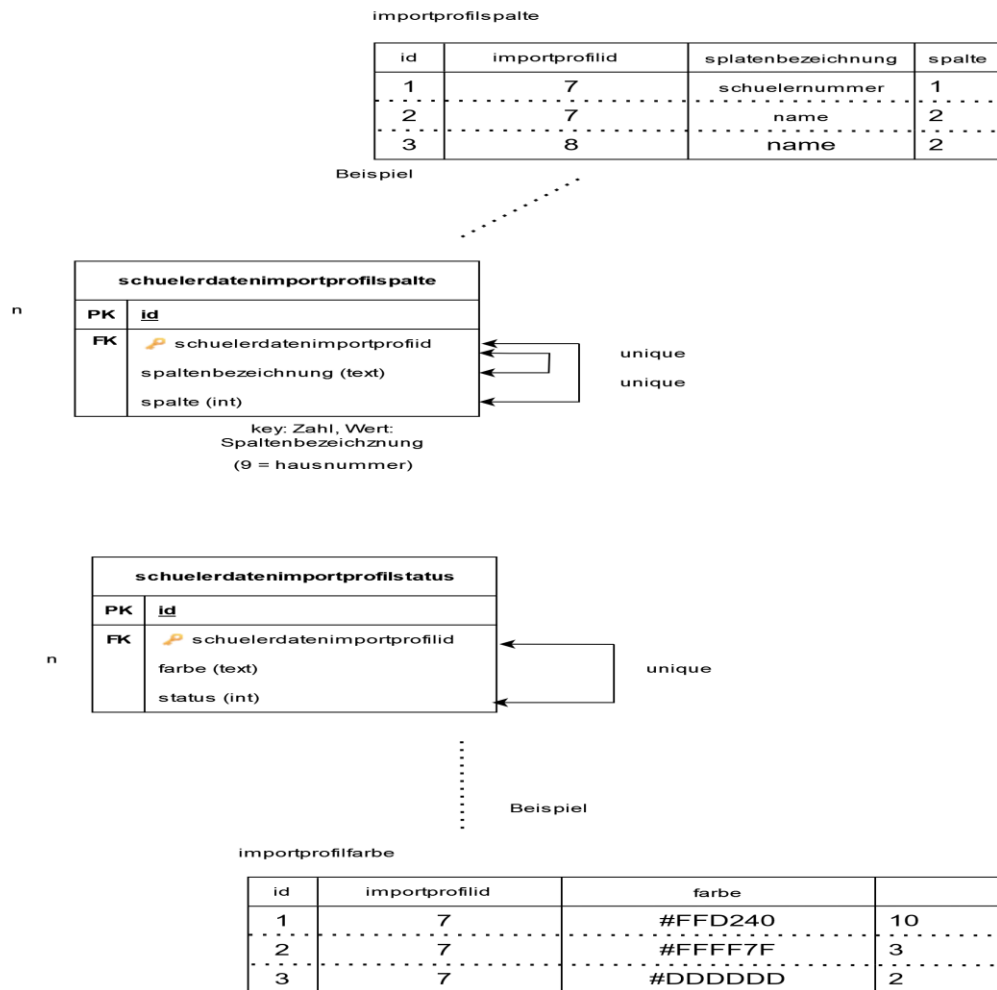 importprofilspalte
id importprofilid splatenbezeichnung spalte
1 7 schuelernummer 1
2 7 name 2
3 8 name 2
Beispiel
schuelerdatenimportprofilspalte
n
PK id
FK schuelerdatenimportprofiid
spaltenbezeichnung (text)
spalte (int)
unique
unique
key: Zahl, Wert:
Spaltenbezeichznung
(9 = hausnummer)
schuelerdatenimportprofilstatus
PK id
FK schuelerdatenimportprofilid
n
farbe (text)
status (int)
unique
Beispiel
importprofilfarbe
id importprofilid farbe
1 7 #FFD240 10
2 7 #FFFF7F 3
3 7 #DDDDDD 2